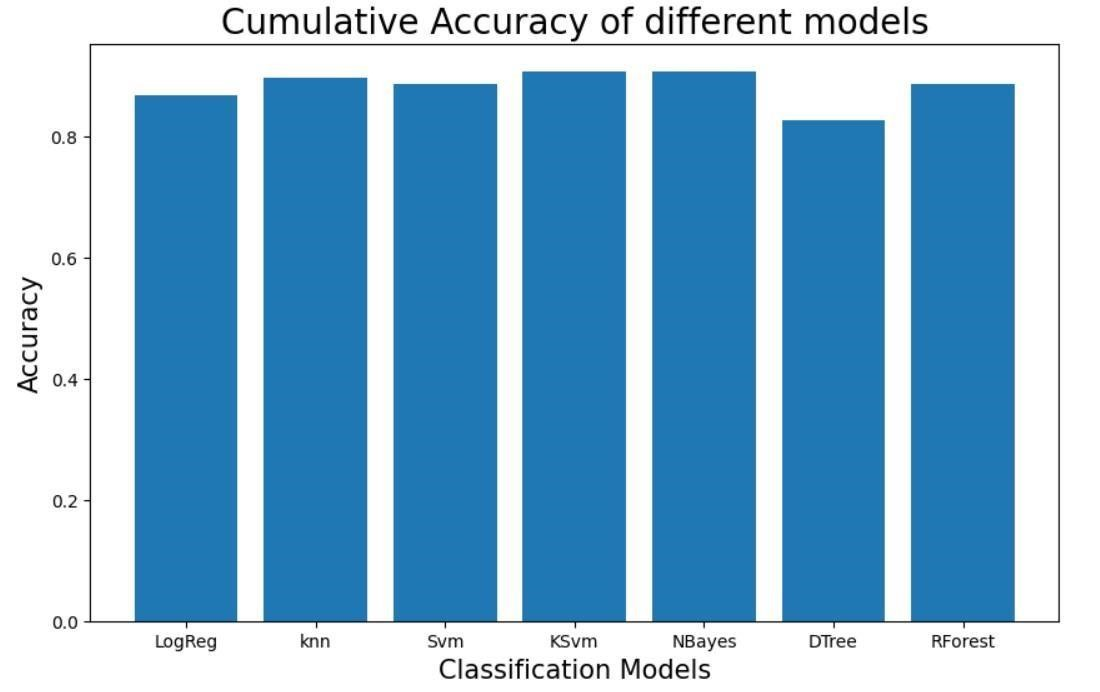 Cumulative Accuracy of different models
Accuracy
0.8
0.6
0.4
0.2
0.0
LogReg knn Svm KSvm NBayes DTree RForest
Classification Models